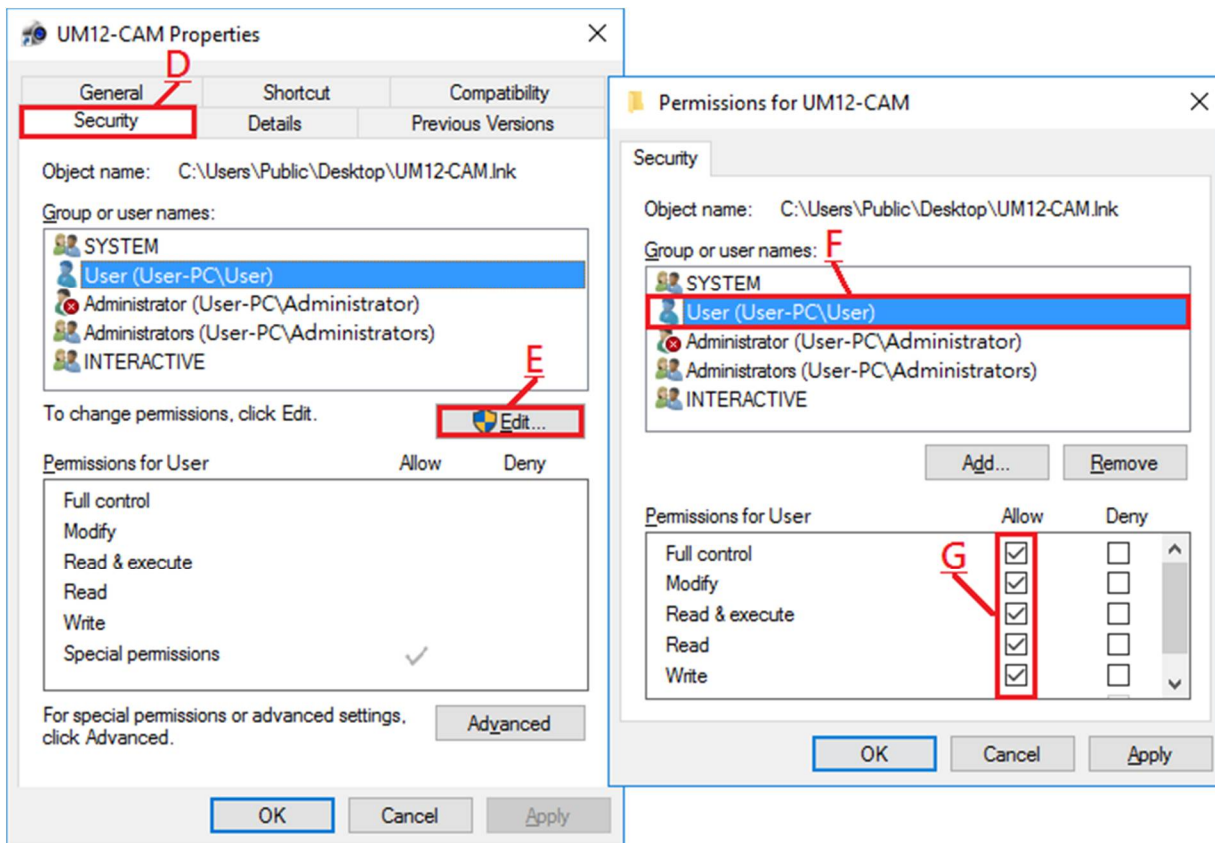 UM12-CAM Properties
D
General Shortcut Compatibility
Security Details Previous Versions
Object name: C:\Users\Public\Desktop\UM12-CAM.lnk
Group or user names:
SYSTEM
User (User-PC\User)
Administrator (User-PC\Administrator)
Administrators (User-PC\Administrators)
INTERACTIVE
E
To change permissions, click Edit.
Edit...
Permissions for User Allow Deny
Full control
Modify
Read & execute
Read
Write
Special permissions
For special permissions or advanced settings,
click Advanced.
Advanced
OK Cancel Apply
Permissions for UM12-CAM
Security
Object name: C:\Users\Public\Desktop\UM12-CAM.lnk
Group or user names:
F
SYSTEM
User (User-PC\User)
Administrator (User-PC\Administrator)
Administrators (User-PC\Administrators)
INTERACTIVE
Add... Remove
Permissions for User Allow Deny
Full control
G
Modify
Read & execute
Read
Write
OK Cancel Apply